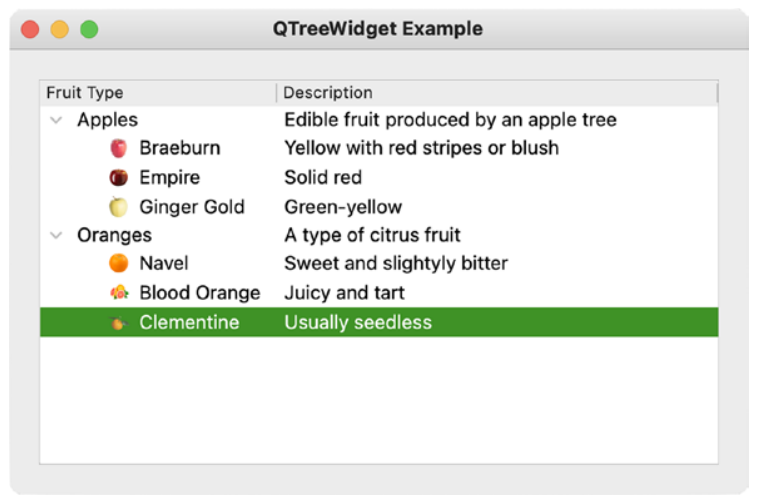 QTreeWidget Example
Fruit Type Description
Apples Edible fruit produced by an apple tree
Braeburn Yellow with red stripes or blush
Empire Solid red
Ginger Gold Green-yellow
Oranges A type of citrus fruit
Navel Sweet and slightyly bitter
Blood Orange Juicy and tart
Clementine Usually seedless